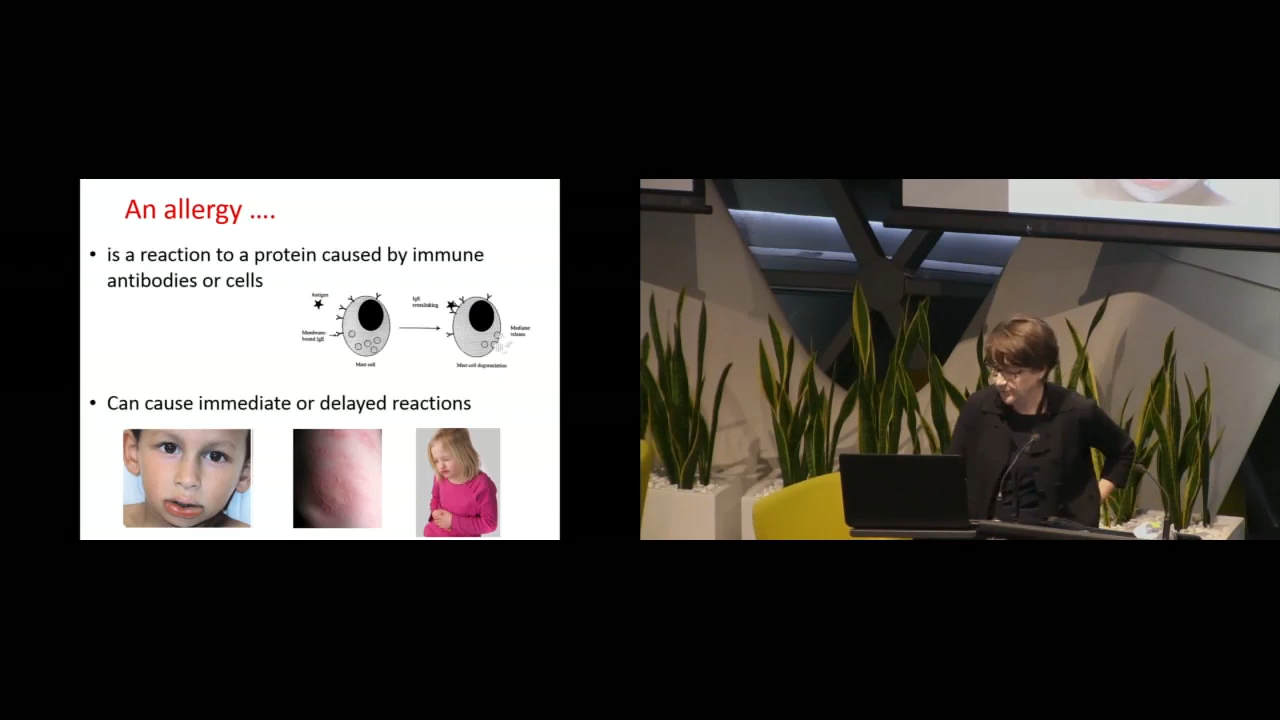 An allergy ....
• is a reaction to a protein caused by immune
antibodies or cells
Antigen
IgE
crosslinking
Membrane-
bound IgE
Mediator
release
Mast cell
Mast cell degranulation
• Can cause immediate or delayed reactions